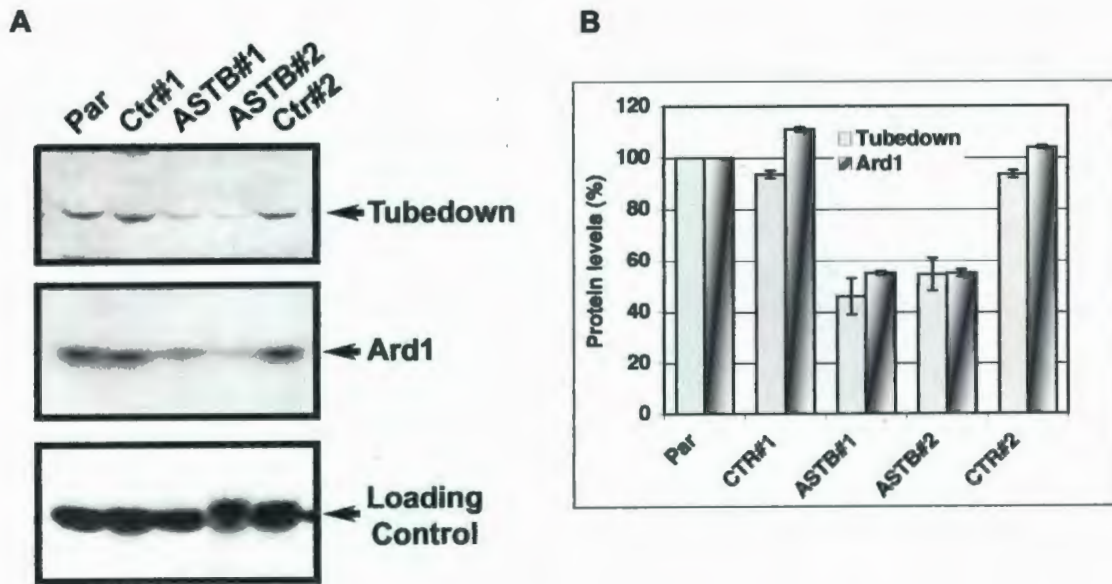 A
Par Ctr#1 ASTB#1 ASTB#2 Ctr#2
Tubedown
Ard1
Loading
Control
B
Protein levels (%)
120
100
80
60
40
20
0
Tubedown
Ard1
Par CTR#1 ASTB#1 ASTB#2 CTR#2